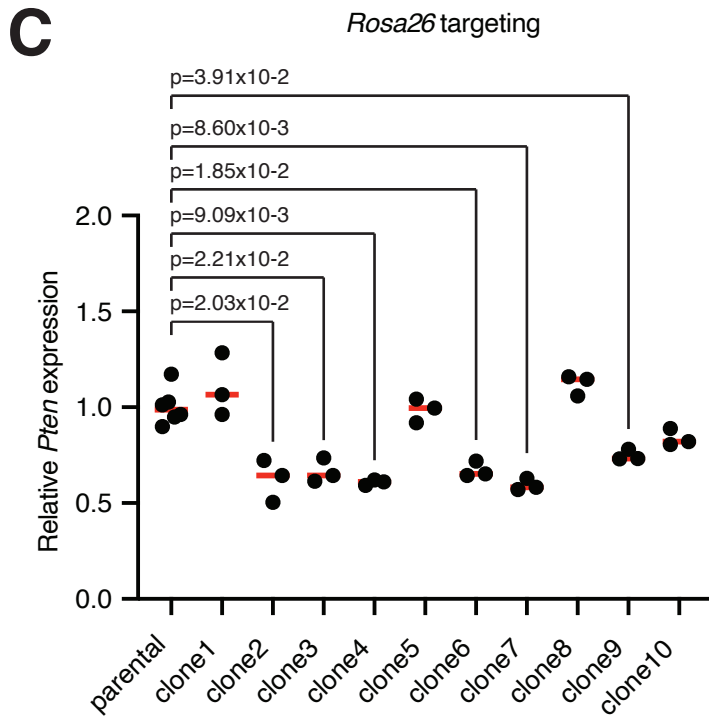 C
Rosa26 targeting
p=3.91x10-2
p=8.60x10-3
p=1.85x10-2
p=9.09x10-3
p=2.21x10-2
p=2.03x10-2
Relative Pten expression
2.0
1.5
1.0
0.5
0.0
parental
clone1
clone2
clone3
clone4
clone5
clone6
clone7
clone8
clone9
clone10